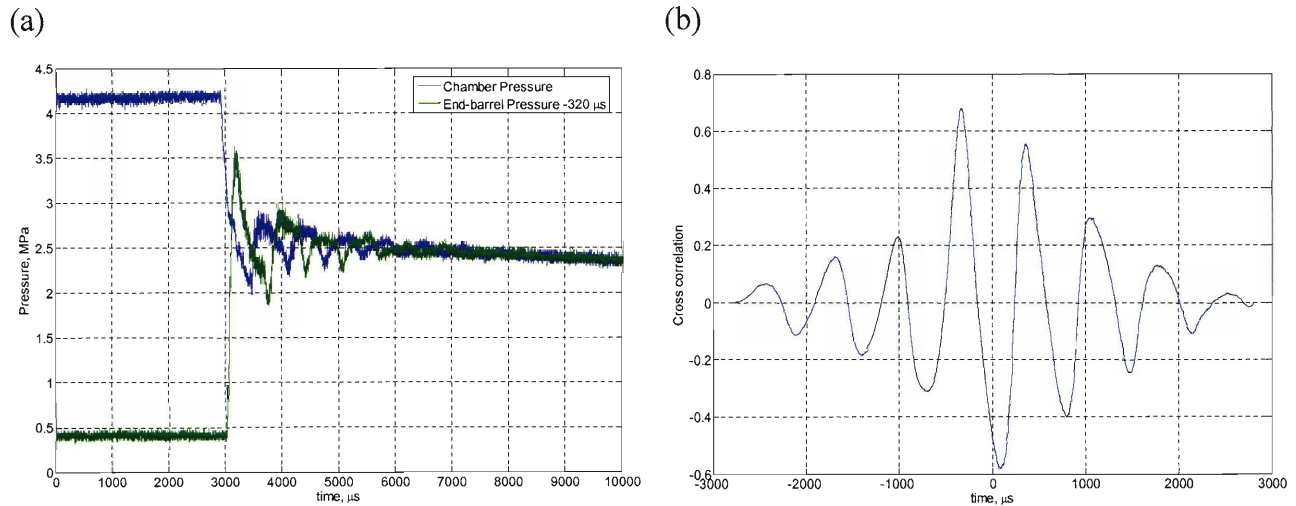 (a)
4.5
4
3.5
3
2.5
2
1.5
1
0.5
0
Pressure, MPa
Chamber Pressure
End-barrel Pressure -320 μs
0 1000 2000 3000 4000 5000 6000 7000 8000 9000 10000
time, μs
(b)
0.8
0.6
0.4
0.2
0
-0.2
-0.4
-0.6
Cross correlation
-3000 -2000 -1000 0 1000 2000 3000
time, μs